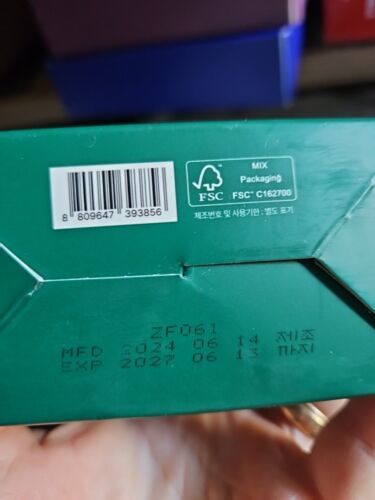 MIX
Packaging
FSC™ C162700
FSC
8 809647 393856
제조번호 및 사용기한 : 별도 표기
ZF061
MFD 2024 06 14 제조
EXP 2027 06 13 까지